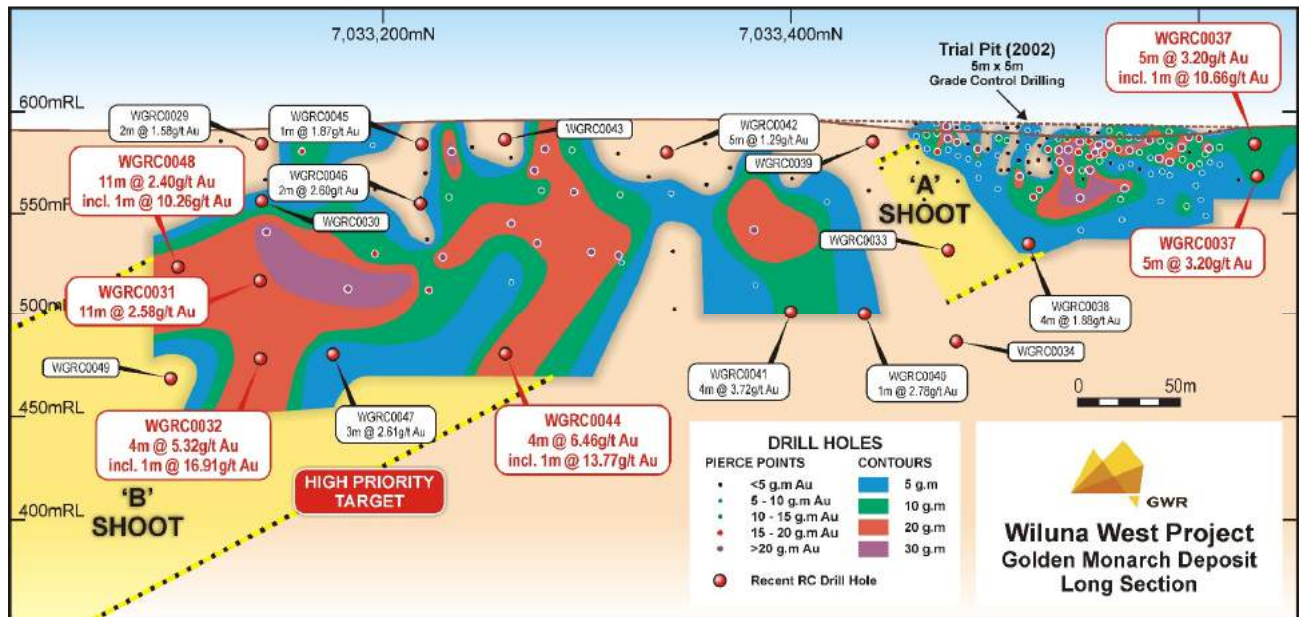 7,033,200mN
7,033,400mN
Trial Pit (2002)
5m x 5m
Grade Control Drilling
WGRC0037
5m @ 3.20g/t Au
incl. 1m @ 10.66g/t Au
600mRL
WGRC0029
2m @ 1.58g/t Au
WGRC0045
1m @ 1.87g/t Au
WGRC0043
WGRC0042
5m @ 1.29g/t Au
WGRC0039
WGRC0048
11m @ 2.40g/t Au
incl. 1m @ 10.26g/t Au
WGRC0046
2m @ 2.60g/t Au
WGRC0030
550mRL
'A'
SHOOT
WGRC0033
WGRC0037
5m @ 3.20g/t Au
WGRC0031
11m @ 2.58g/t Au
500mRL
WGRC0038
4m @ 1.88g/t Au
WGRC0034
WGRC0049
WGRC0041
4m @ 3.72g/t Au
WGRC0040
1m @ 2.78g/t Au
0 50m
450mRL
WGRC0032
4m @ 5.32g/t Au
incl. 1m @ 16.91g/t Au
WGRC0047
3m @ 2.61g/t Au
WGRC0044
4m @ 6.46g/t Au
incl. 1m @ 13.77g/t Au
HIGH PRIORITY
TARGET
'B'
SHOOT
400mRL
DRILL HOLES
PIERCE POINTS
<5 g.m Au
5 - 10 g.m Au
10 - 15 g.m Au
15 - 20 g.m Au
>20 g.m Au
Recent RC Drill Hole
CONTOURS
5 g.m
10 g.m
20 g.m
30 g.m
GWR
Wiluna West Project
Golden Monarch Deposit
Long Section